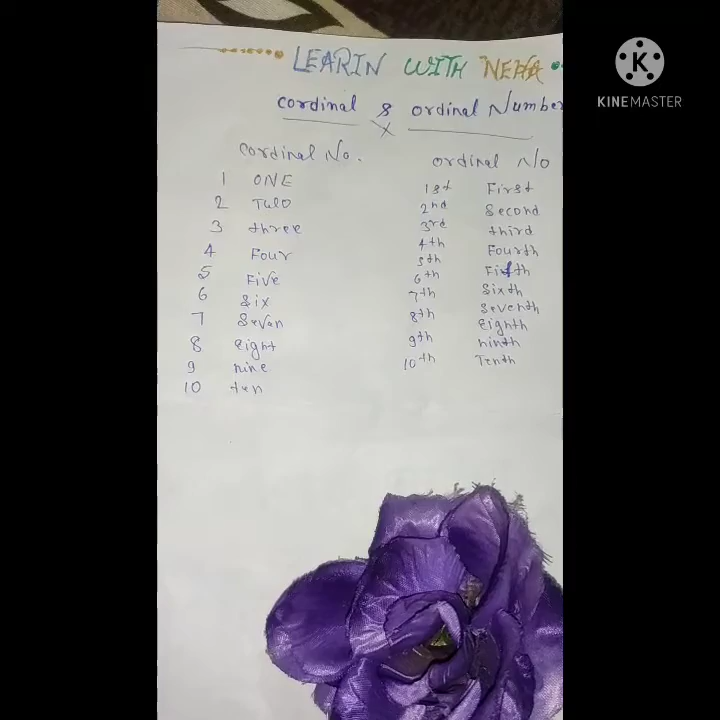 LEARIN WITH NEHA
KINEMASTER
Cordinal & ordinal Number
Cordinal No.
1 ONE
2 Two
3 three
4 Four
5 Five
6 Six
7 Sevan
8 Eight
9 nine
10 ten
ordinal N/o
1st First
2nd Second
3rd third
4th Fourth
5th Fifth
6th Sixth
7th Seventh
8th Eighth
9th ninth
10th Tenth